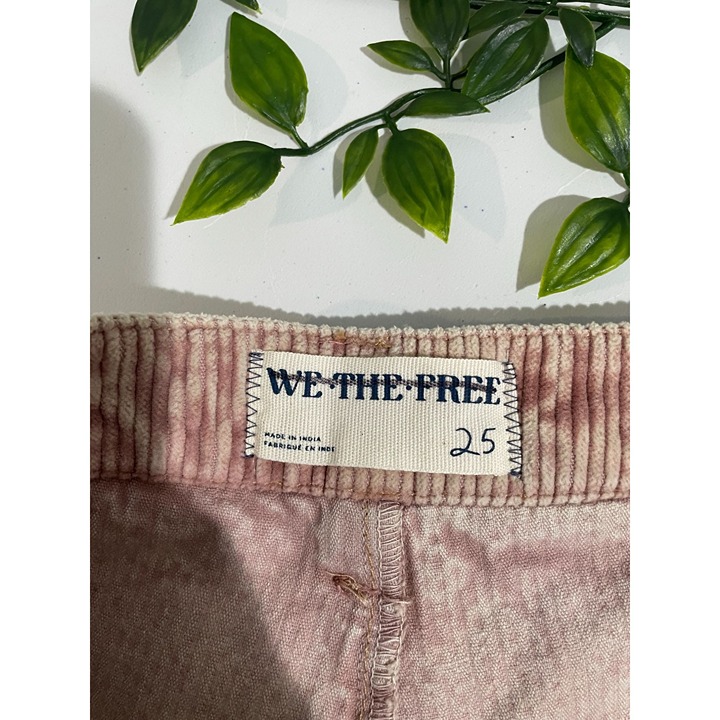 WE·THE·FREE
MADE IN INDIA
FABRIQUÉ EN INDE
25